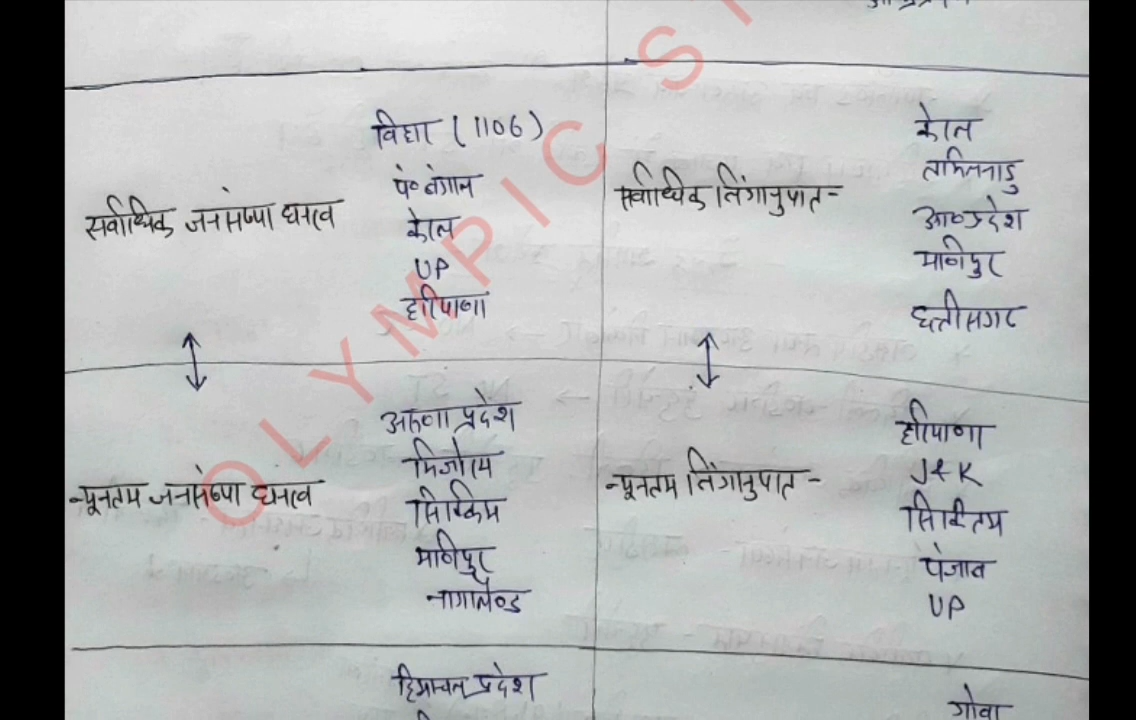 सर्वाधिक जनसंख्या घनत्व
बिहार (1106)
पं० बंगाल
केरल
UP
हरियाणा
सर्वाधिक लिंगानुपात-
केरल
तमिलनाडु
आ०प्रदेश
मणिपुर
छत्तीसगढ
न्यूनतम जनसंख्या घनत्व
अरुणा प्रदेश
मिजोरम
सिक्किम
मणिपुर
नागालैण्ड
न्यूनतम लिंगानुपात -
हरियाणा
J&K
सिक्किम
पंजाब
UP
हिमाचल प्रदेश
गोवा
OLYMPIC